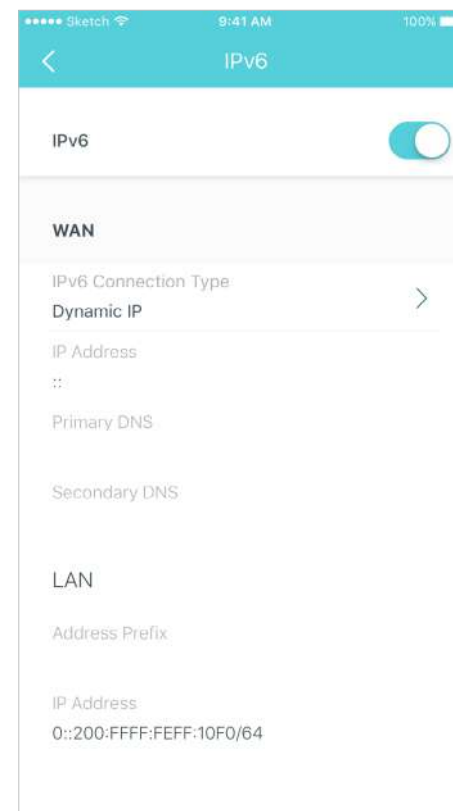 Sketch 9:41 AM 100%
IPv6
IPv6
WAN
IPv6 Connection Type
Dynamic IP
IP Address
::
Primary DNS
Secondary DNS
LAN
Address Prefix
IP Address
0::200:FFFF:FEFF:10F0/64